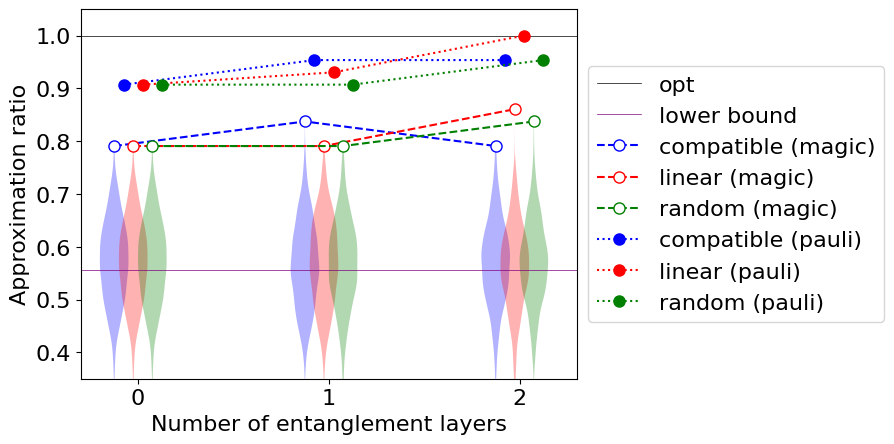 Approximation ratio
1.0
0.9
0.8
0.7
0.6
0.5
0.4
0
1
2
Number of entanglement layers
opt
lower bound
compatible (magic)
linear (magic)
random (magic)
compatible (pauli)
linear (pauli)
random (pauli)